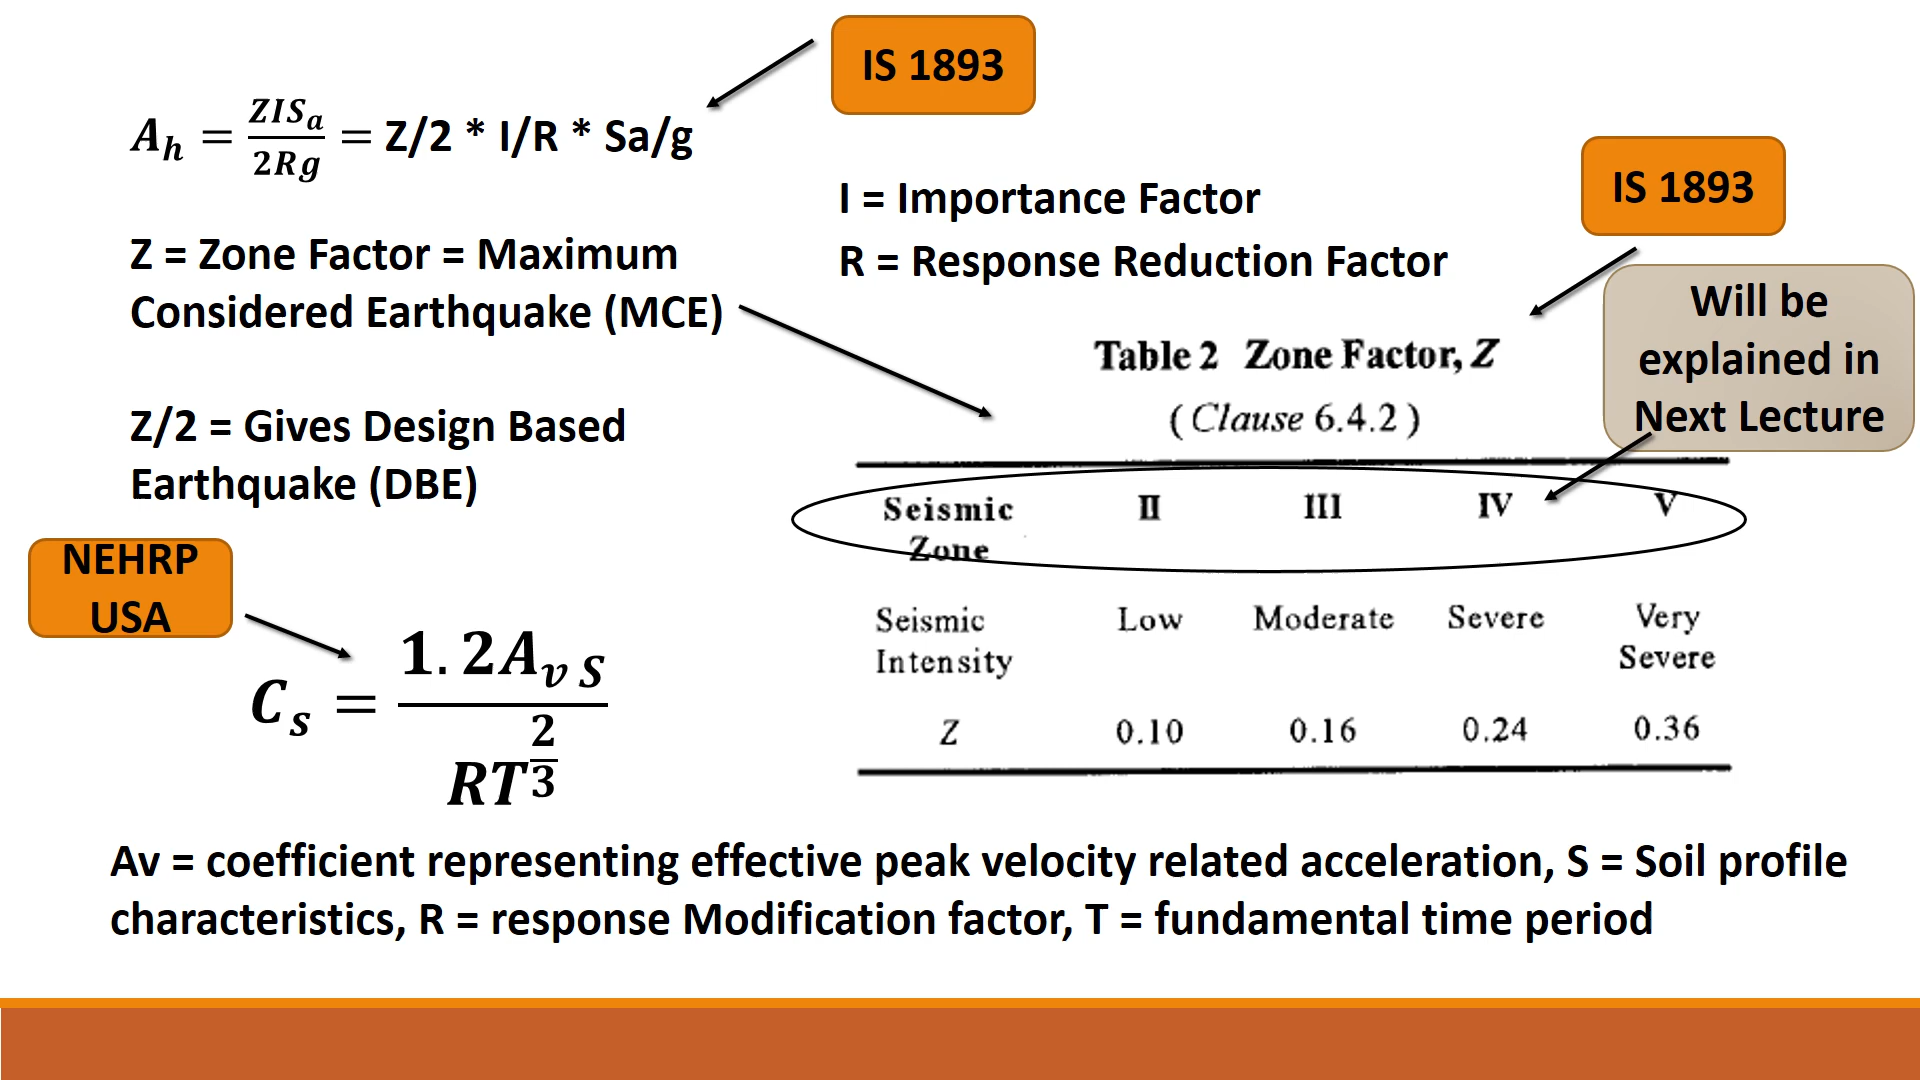 IS 1893
A_h = ZIS_a / 2Rg = Z/2 * I/R * Sa/g
Z = Zone Factor = Maximum
Considered Earthquake (MCE)
Z/2 = Gives Design Based
Earthquake (DBE)
I = Importance Factor
R = Response Reduction Factor
IS 1893
Will be
explained in
Next Lecture
Table 2 Zone Factor, Z
( Clause 6.4.2 )
Seismic Zone II III IV V
Seismic Intensity Low Moderate Severe Very Severe
Z 0.10 0.16 0.24 0.36
NEHRP
USA
C_s = 1.2A_{v S} / RT^{2/3}
Av = coefficient representing effective peak velocity related acceleration, S = Soil profile
characteristics, R = response Modification factor, T = fundamental time period